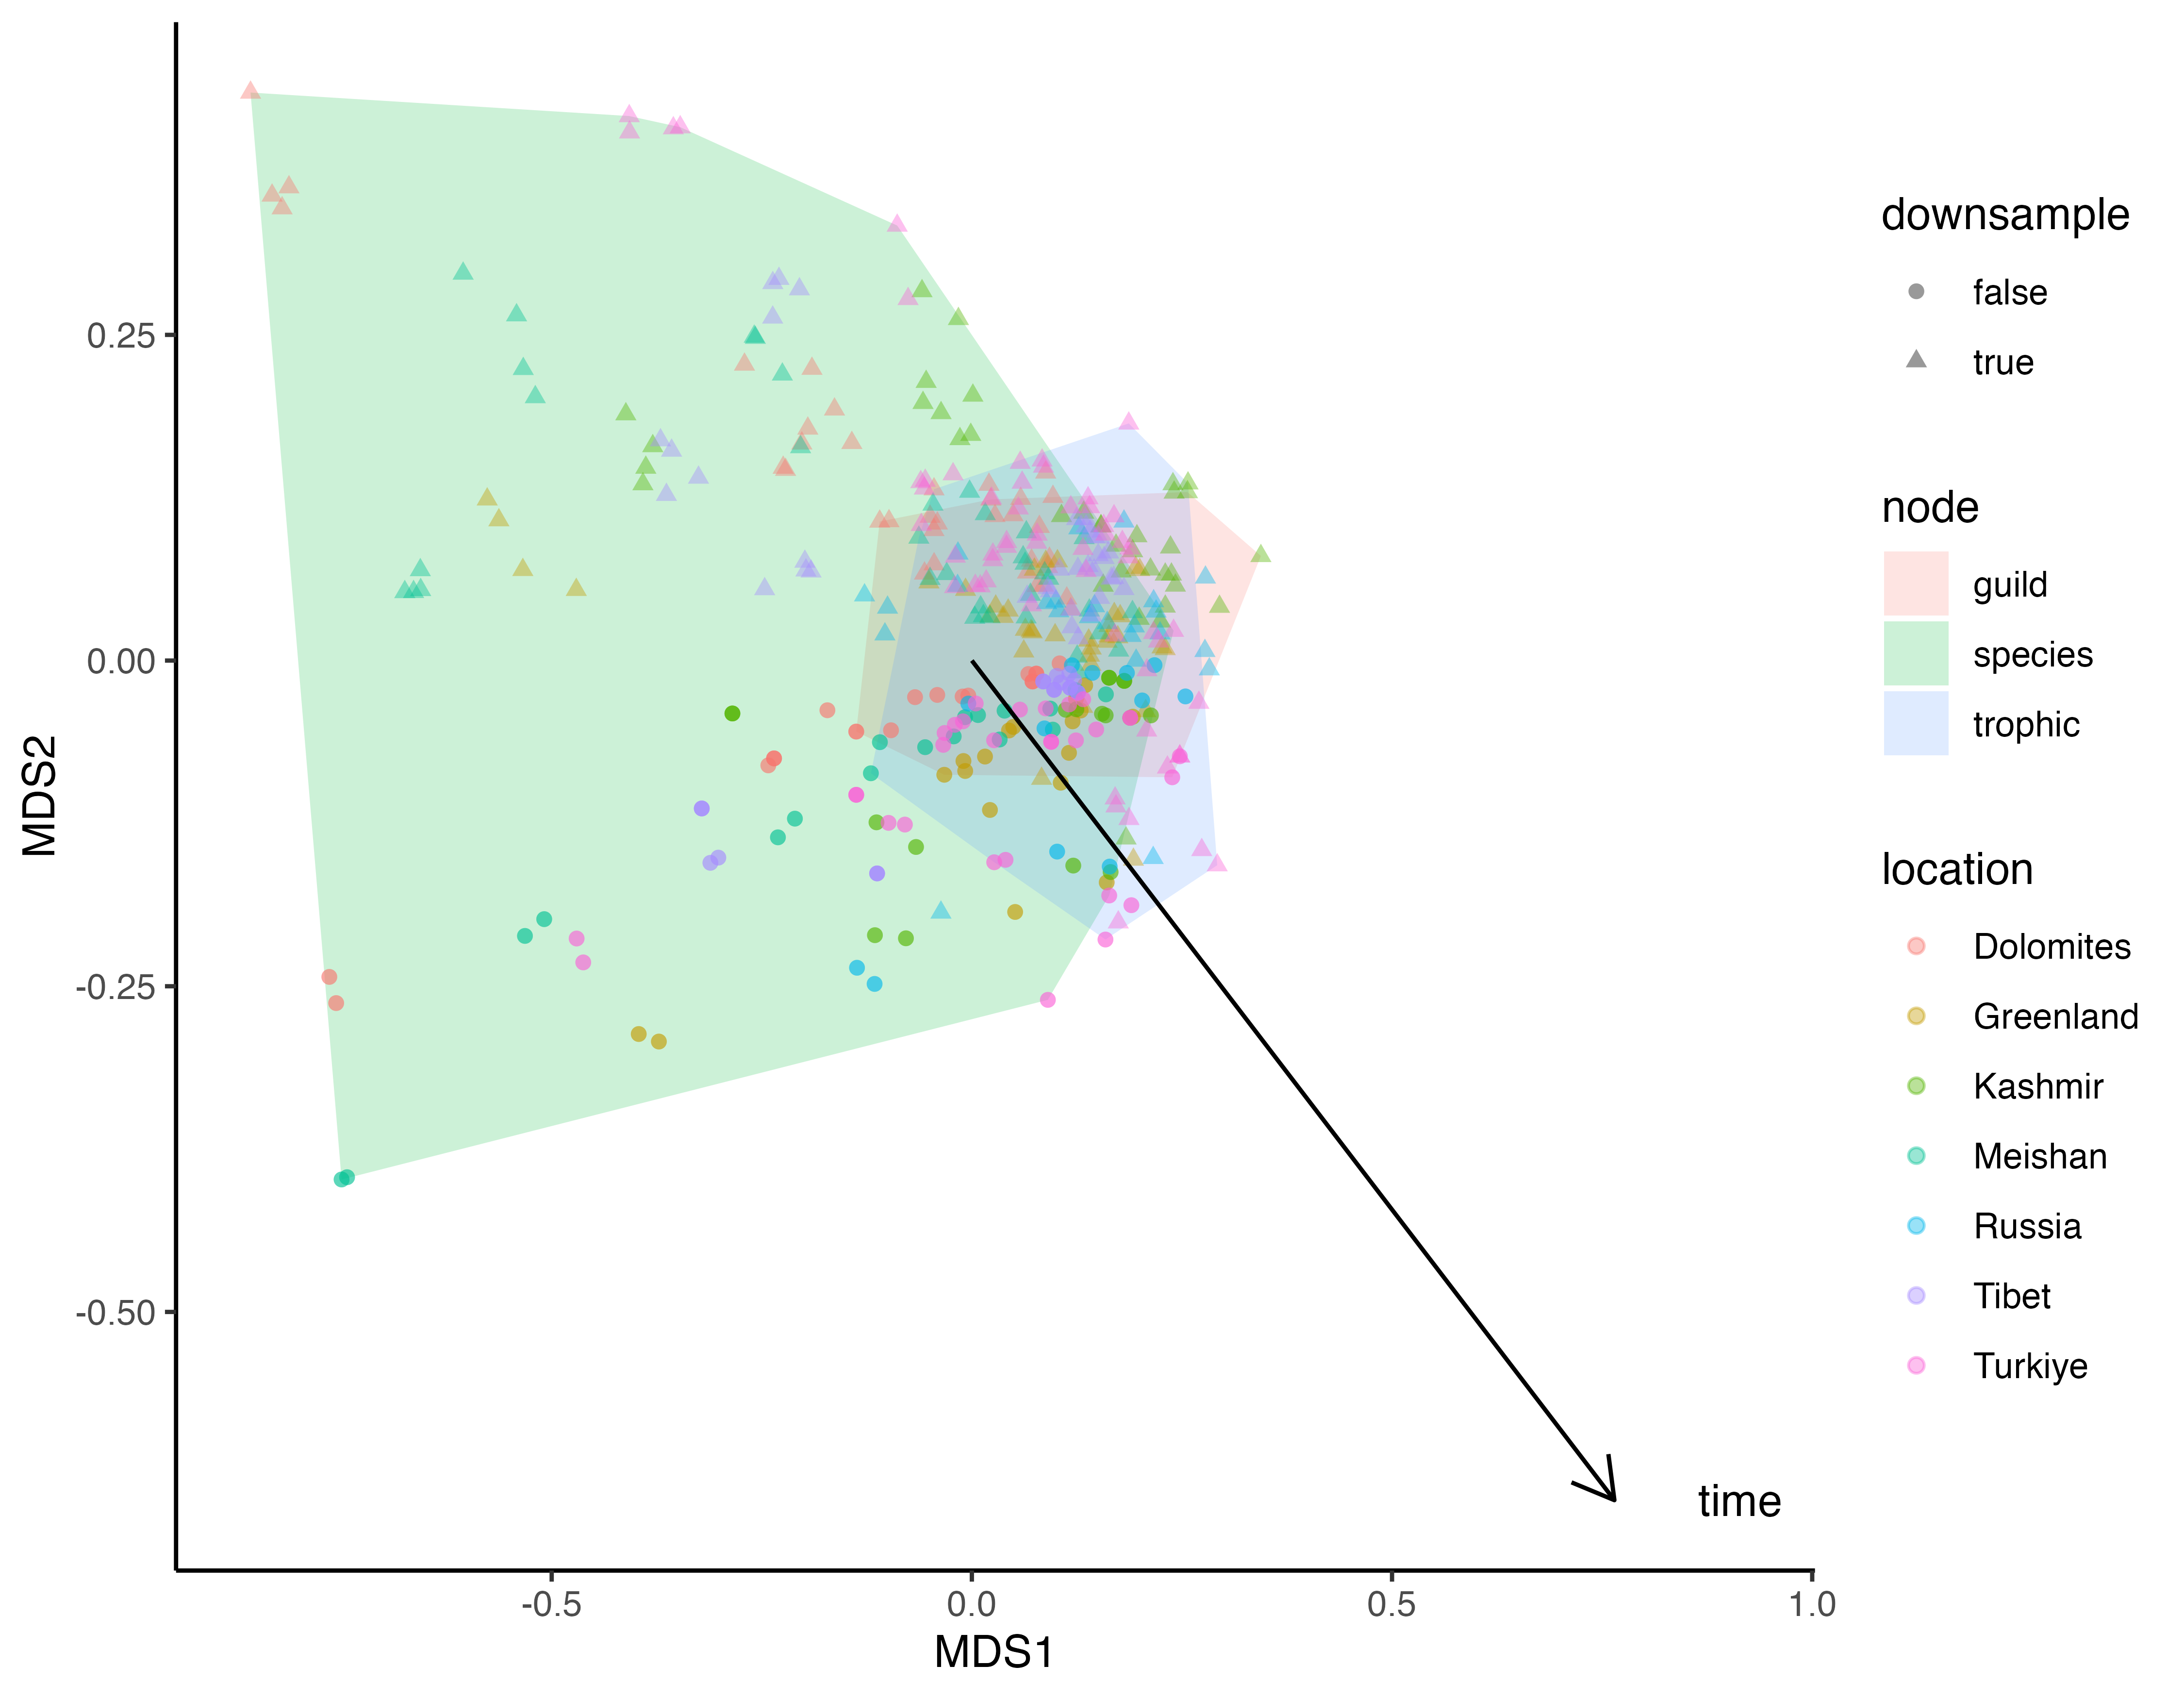 MDS2
0.25
0.00
-0.25
-0.50
-0.5
0.0
0.5
1.0
MDS1
time
downsample
false
true
node
guild
species
trophic
location
Dolomites
Greenland
Kashmir
Meishan
Russia
Tibet
Turkiye